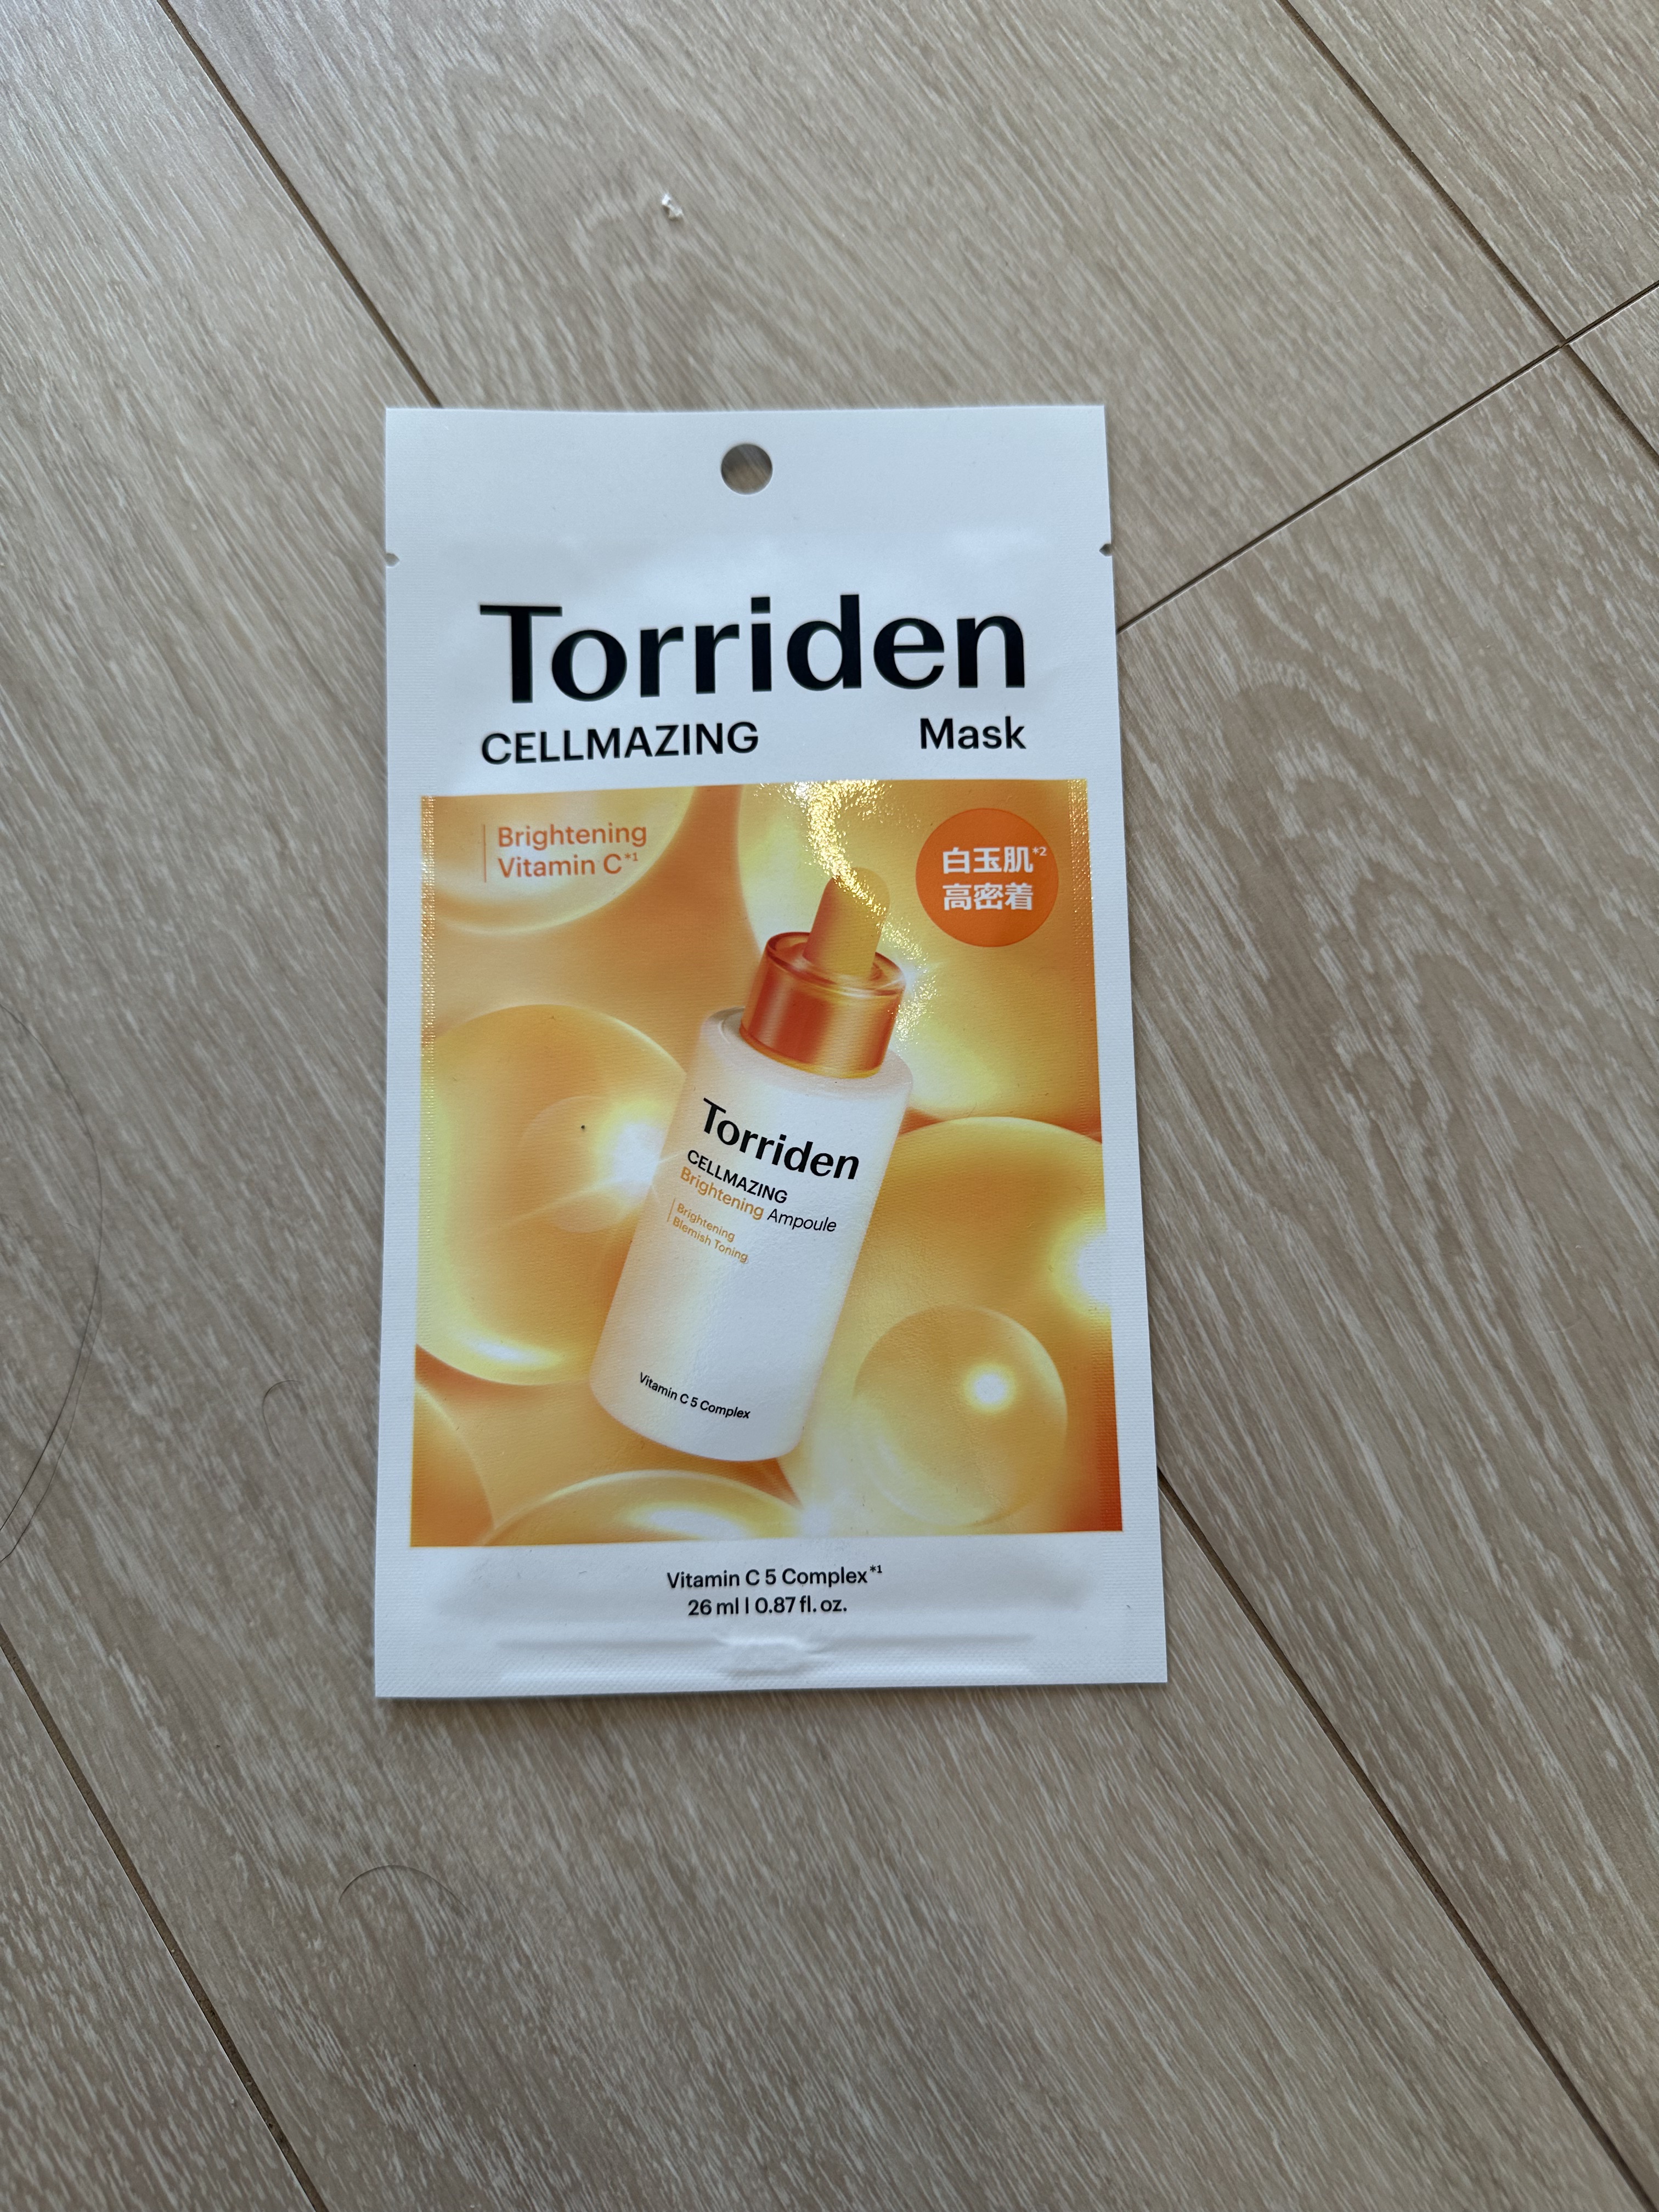 Torriden
CELLMAZING Mask
Brightening
Vitamin C*1
白玉肌*2
高密着
Torriden
CELLMAZING
Brightening Ampoule
Brightening
Blemish Toning
Vitamin C 5 Complex
Vitamin C 5 Complex*1
26 ml | 0.87 fl. oz.